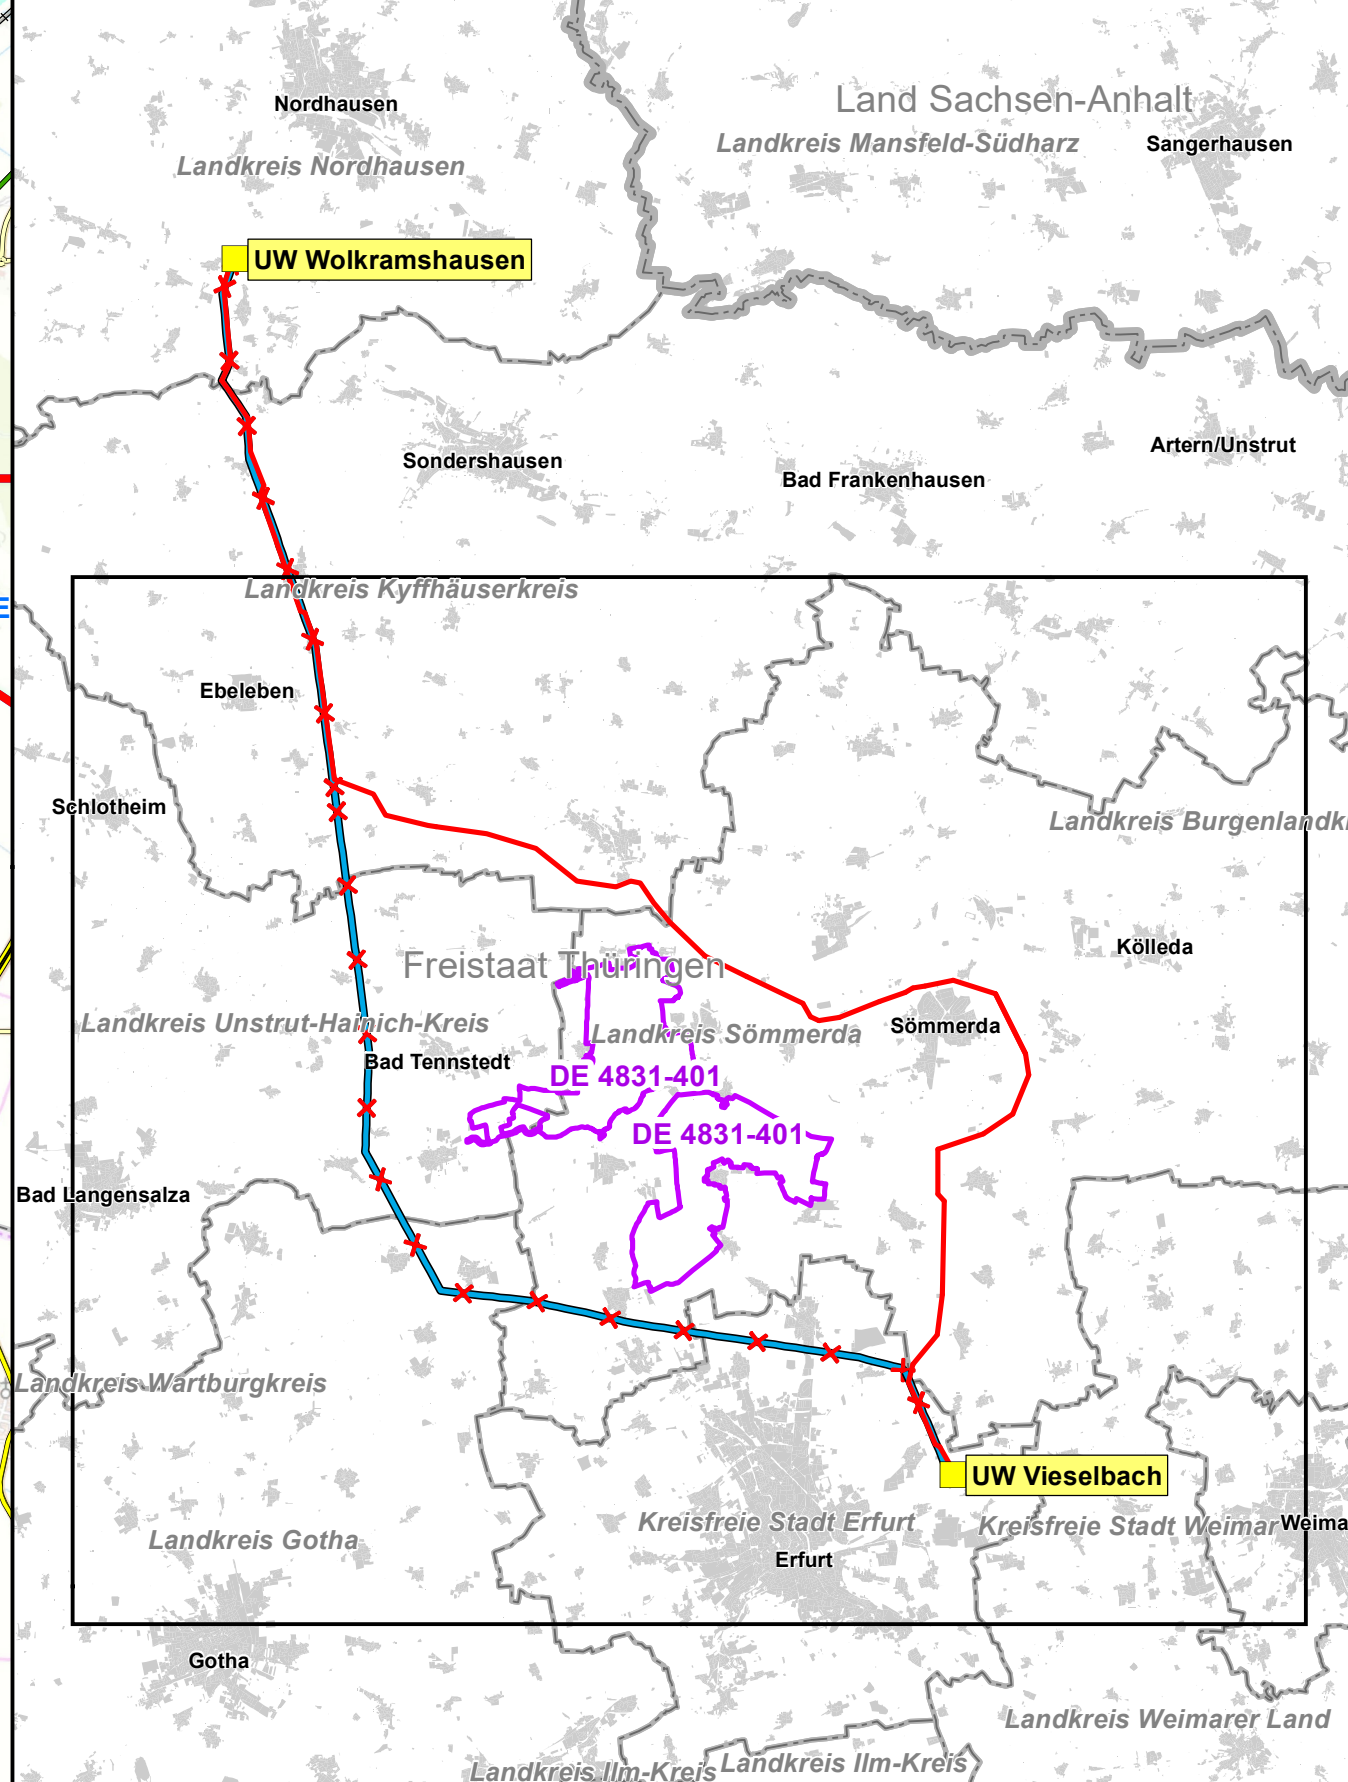 Land Sachsen-Anhalt
Nordhausen
Landkreis Mansfeld-Südharz
Sangerhausen
Landkreis Nordhausen
UW Wolkramshausen
Artern/Unstrut
Sondershausen
Bad Frankenhausen
Landkreis Kyffhäuserkreis
E
Ebeleben
Schlotheim
Landkreis Burgenlandkr
Kölleda
Freistaat Thüringen
Landkreis Unstrut-Hainich-Kreis
Landkreis Sömmerda
Sömmerda
Bad Tennstedt
DE 4831-401
DE 4831-401
Bad Langensalza
Landkreis Wartburgkreis
UW Vieselbach
Kreisfreie Stadt Erfurt
Kreisfreie Stadt Weimar
Weima
Landkreis Gotha
Erfurt
Gotha
Landkreis Weimarer Land
Landkreis Ilm-Kreis
Landkreis Ilm-Kreis